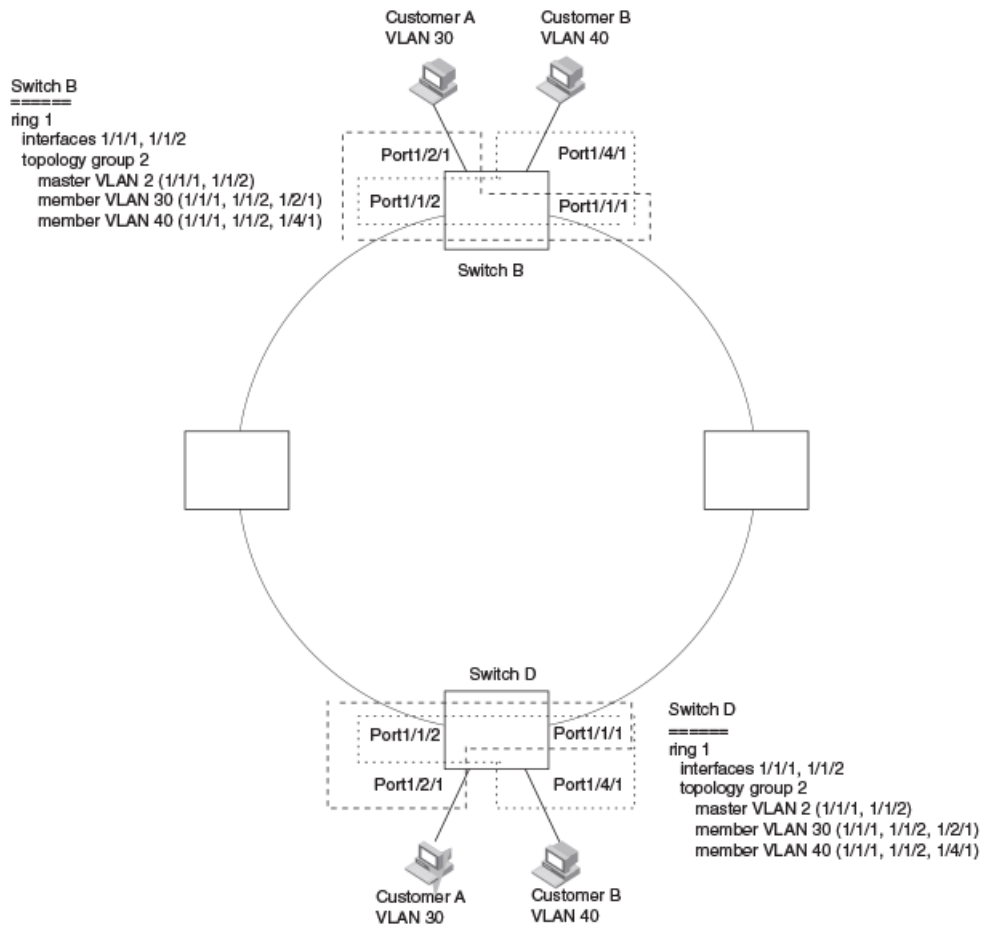 Customer A
VLAN 30
Customer B
VLAN 40
Switch B
======
ring 1
interfaces 1/1/1, 1/1/2
topology group 2
master VLAN 2 (1/1/1, 1/1/2)
member VLAN 30 (1/1/1, 1/1/2, 1/2/1)
member VLAN 40 (1/1/1, 1/1/2, 1/4/1)
Port1/2/1
Port1/4/1
Port1/1/2
Port1/1/1
Switch B
Switch D
Port1/1/2
Port1/1/1
Port1/2/1
Port1/4/1
Switch D
======
ring 1
interfaces 1/1/1, 1/1/2
topology group 2
master VLAN 2 (1/1/1, 1/1/2)
member VLAN 30 (1/1/1, 1/1/2, 1/2/1)
member VLAN 40 (1/1/1, 1/1/2, 1/4/1)
Customer A
VLAN 30
Customer B
VLAN 40